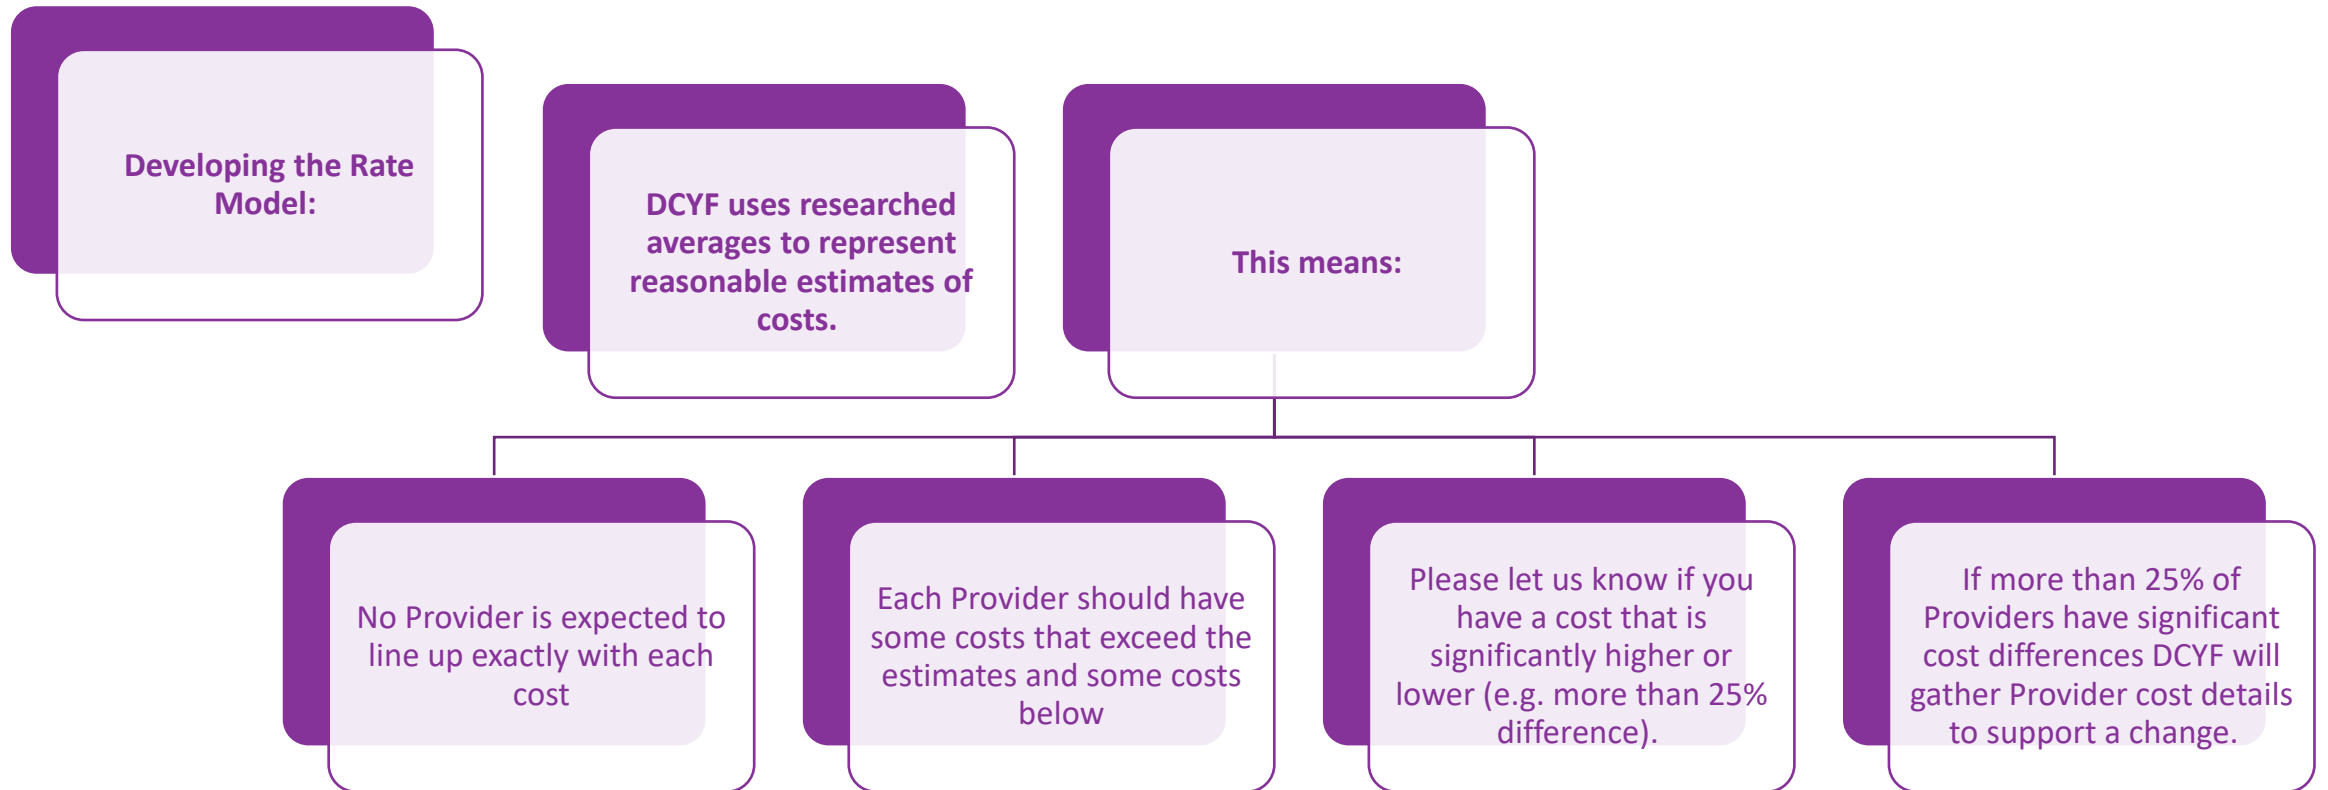 Developing the Rate
Model:
DCYF uses researched
averages to represent
reasonable estimates of
costs.
This means:
No Provider is expected to
line up exactly with each
cost
Each Provider should have
some costs that exceed the
estimates and some costs
below
Please let us know if you
have a cost that is
significantly higher or
lower (e.g. more than 25%
difference).
If more than 25% of
Providers have significant
cost differences DCYF will
gather Provider cost details
to support a change.